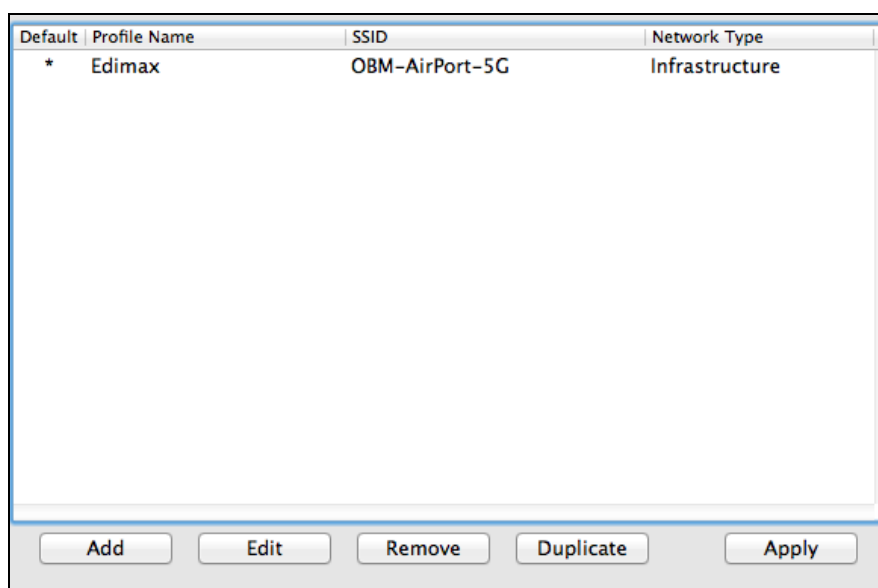 Default Profile Name SSID Network Type
* Edimax OBM-AirPort-5G Infrastructure
Add Edit Remove Duplicate Apply